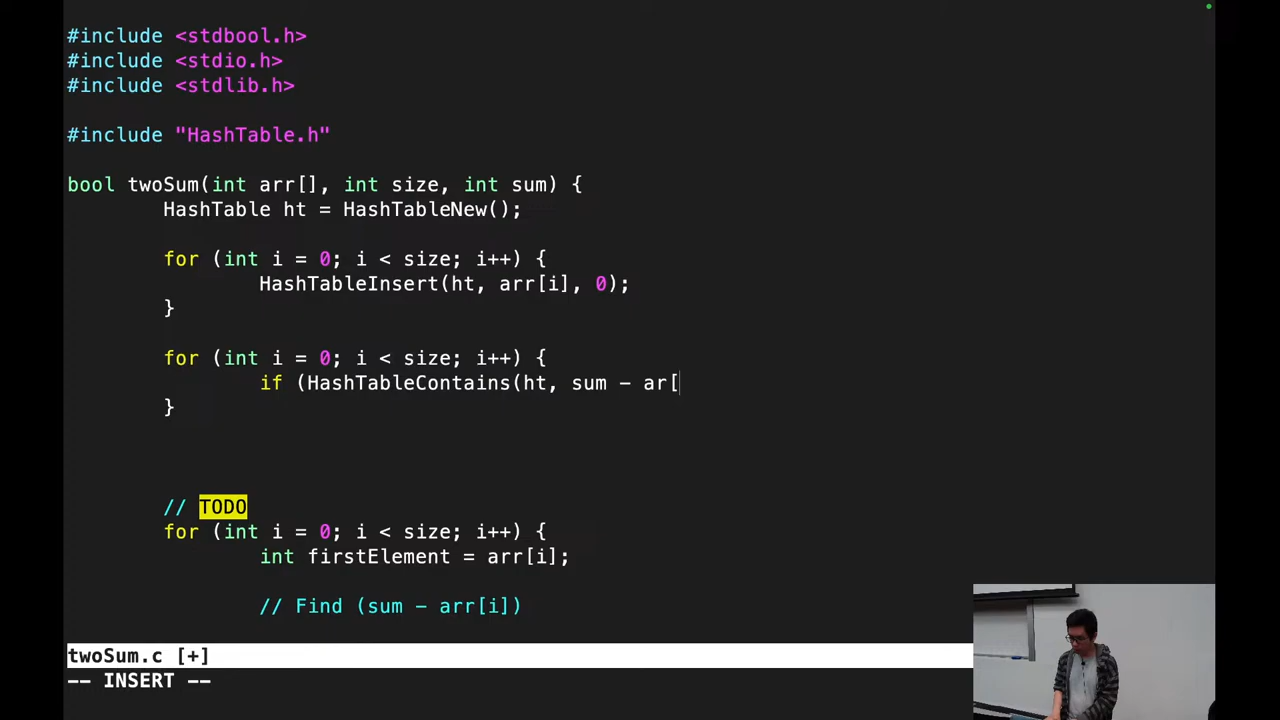 #include <stdbool.h>
#include <stdio.h>
#include <stdlib.h>
#include "HashTable.h"
bool twoSum(int arr[], int size, int sum) {
HashTable ht = HashTableNew();
for (int i = 0; i < size; i++) {
HashTableInsert(ht, arr[i], 0);
}
for (int i = 0; i < size; i++) {
if (HashTableContains(ht, sum - ar[
}
// TODO
for (int i = 0; i < size; i++) {
int firstElement = arr[i];
// Find (sum - arr[i])
twoSum.c [+]
-- INSERT --